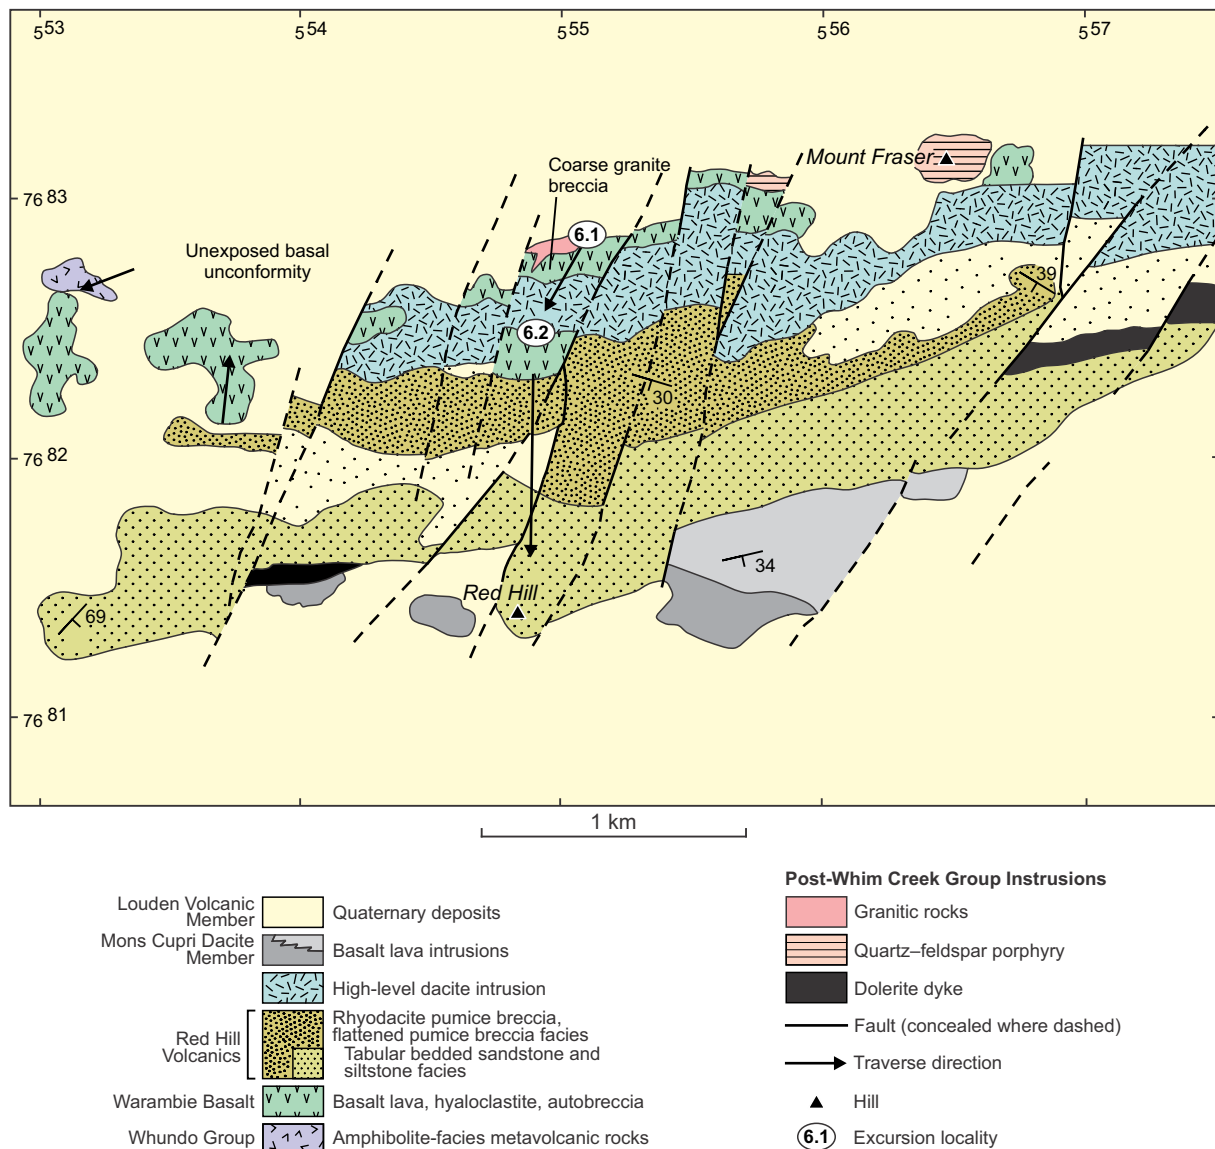 553
554
555
556
557
7683
7682
7681
Mount Fraser
Coarse granite
breccia
6.1
Unexposed basal
unconformity
39
6.2
30
34
Red Hill
69
1 km
Louden Volcanic
Member
Quaternary deposits
Mons Cupri Dacite
Member
Basalt lava intrusions
High-level dacite intrusion
Red Hill
Volcanics
Rhyodacite pumice breccia,
flattened pumice breccia facies
Tabular bedded sandstone and
siltstone facies
Warambie Basalt
Basalt lava, hyaloclastite, autobreccia
Whundo Group
Amphibolite-facies metavolcanic rocks
Post-Whim Creek Group Instrusions
Granitic rocks
Quartz–feldspar porphyry
Dolerite dyke
Fault (concealed where dashed)
Traverse direction
Hill
6.1
Excursion locality